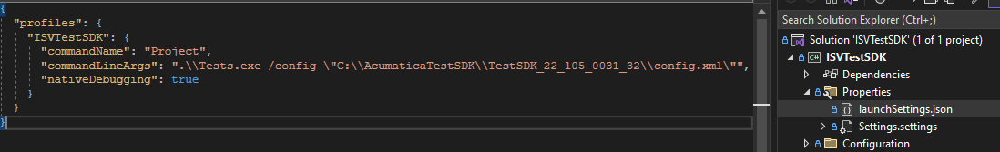 {
"profiles": {
"ISVTestSDK": {
"commandName": "Project",
"commandLineArgs": ".\\Tests.exe /config \"C:\\AcumaticaTestSDK\\TestSDK_22_105_0031_32\\config.xml\"",
"nativeDebugging": true
}
}
}
Search Solution Explorer (Ctrl+;)
Solution 'ISVTestSDK' (1 of 1 project)
C# ISVTestSDK
Dependencies
Properties
launchSettings.json
Settings.settings
Configuration